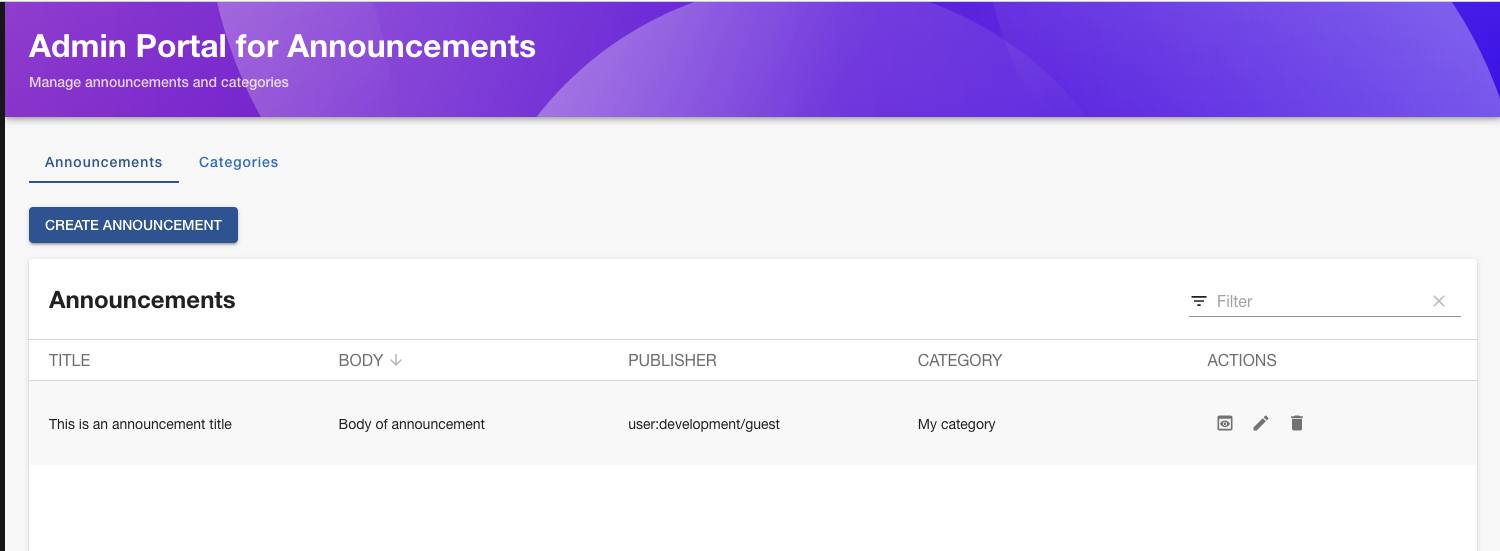 Admin Portal for Announcements
Manage announcements and categories
Announcements Categories
CREATE ANNOUNCEMENT
Announcements Filter
TITLE BODY PUBLISHER CATEGORY ACTIONS
This is an announcement title Body of announcement user:development/guest My category